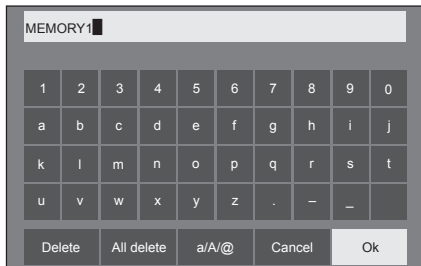 MEMORY1
1 2 3 4 5 6 7 8 9 0
a b c d e f g h i j
k l m n o p q r s t
u v w x y z . – _
Delete All delete a/A/@ Cancel Ok